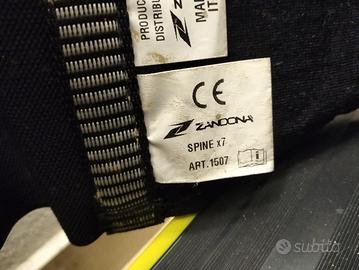 PRODUC
DISTRIBU
MA
IT
CE
ZANDONA
SPINE x7
ART.1507
i
subito